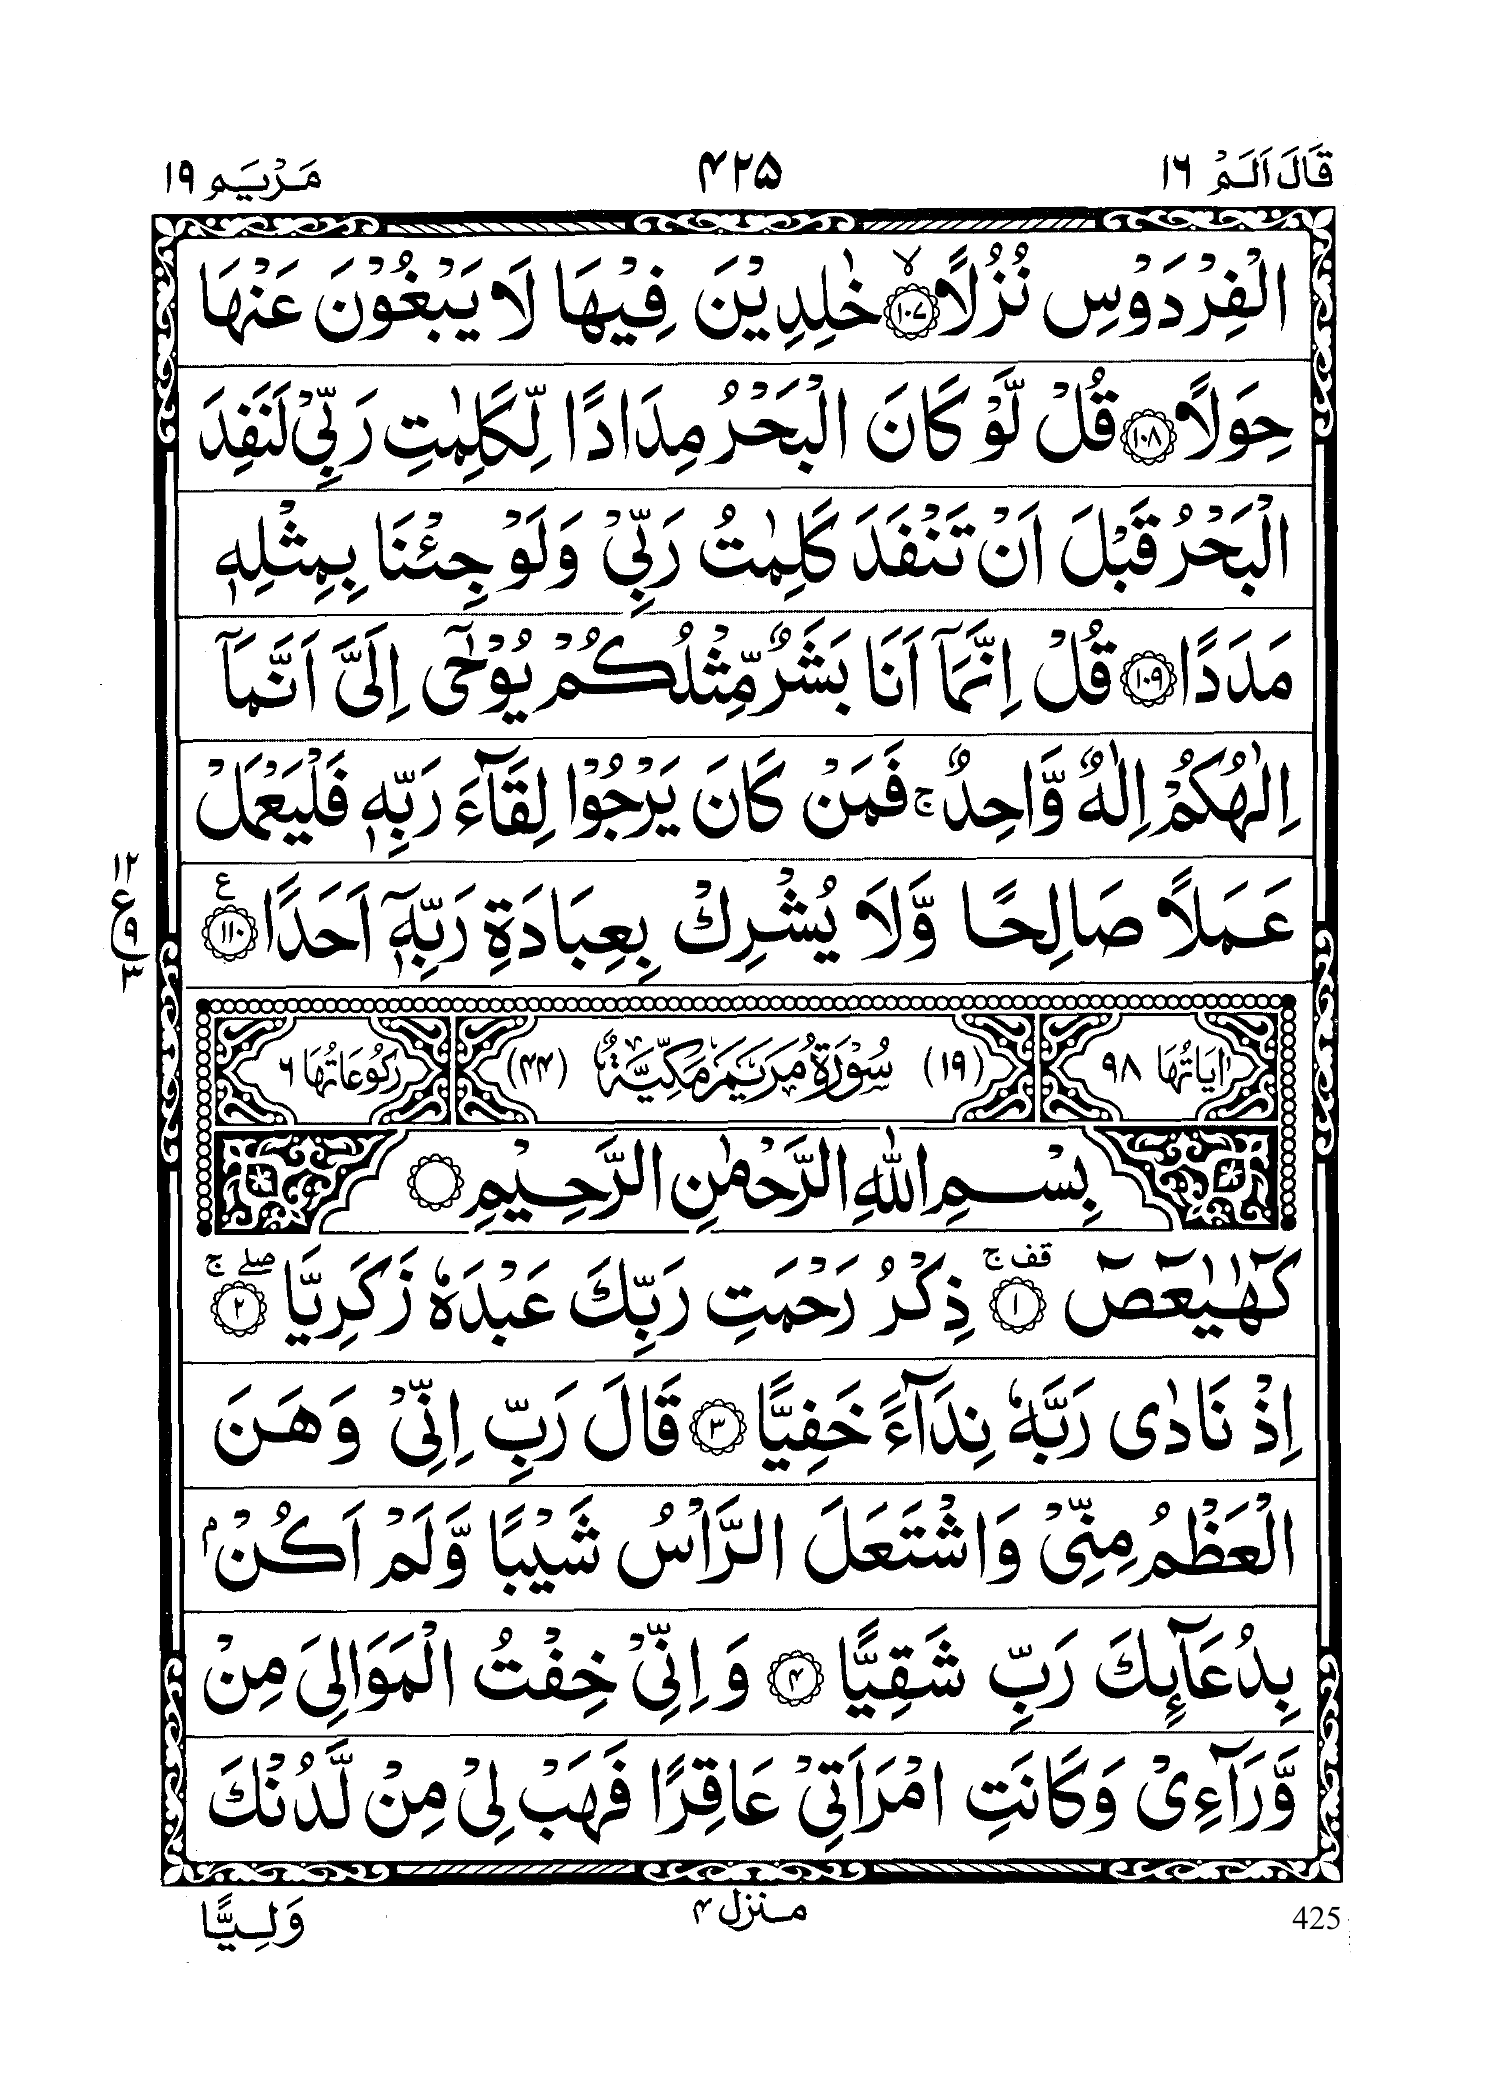 قَالَ اَلَمْ ١٦ ۴۲۵ مَرْيَم ١٩
الْفِرْدَوْسِ نُزُلًا ۙ﴿١٠٧﴾ خٰلِدِيْنَ فِيْهَا لَا يَبْغُوْنَ عَنْهَا
حِوَلًا ﴿١٠٨﴾ قُلْ لَّوْ كَانَ الْبَحْرُ مِدَادًا لِّكَلِمٰتِ رَبِّيْ لَنَفِدَ
الْبَحْرُ قَبْلَ اَنْ تَنْفَدَ كَلِمٰتُ رَبِّيْ وَلَوْ جِئْنَا بِمِثْلِهٖ
مَدَدًا ﴿١٠٩﴾ قُلْ اِنَّمَآ اَنَا بَشَرٌ مِّثْلُكُمْ يُوْحٰٓى اِلَيَّ اَنَّمَآ
اِلٰهُكُمْ اِلٰهٌ وَّاحِدٌ ۚ فَمَنْ كَانَ يَرْجُوْا لِقَآءَ رَبِّهٖ فَلْيَعْمَلْ
عَمَلًا صَالِحًا وَّلَا يُشْرِكْ بِعِبَادَةِ رَبِّهٖٓ اَحَدًا ﴿١١٠﴾ ع
١٢
ع
٩
٣
اٰيَاتُهَا ٩٨ (١٩) سُوْرَةُ مَرْيَمَ مَكِّيَّةٌ (۴۴) رُكُوْعَاتُهَا ٦
بِسْمِ اللّٰهِ الرَّحْمٰنِ الرَّحِيْمِ
كٓهٰيٰعٓصٓ ﴿١﴾ قف ج ذِكْرُ رَحْمَتِ رَبِّكَ عَبْدَهٗ زَكَرِيَّا ﴿٢﴾ صلے ج
اِذْ نَادٰى رَبَّهٗ نِدَآءً خَفِيًّا ﴿٣﴾ قَالَ رَبِّ اِنِّيْ وَهَنَ
الْعَظْمُ مِنِّيْ وَاشْتَعَلَ الرَّاْسُ شَيْبًا وَّلَمْ اَكُنْۢ
بِدُعَآئِكَ رَبِّ شَقِيًّا ﴿۴﴾ وَاِنِّيْ خِفْتُ الْمَوَالِيَ مِنْ
وَّرَآءِيْ وَكَانَتِ امْرَاَتِيْ عَاقِرًا فَهَبْ لِيْ مِنْ لَّدُنْكَ
425 مَنزل ۴ وَلِيًّا